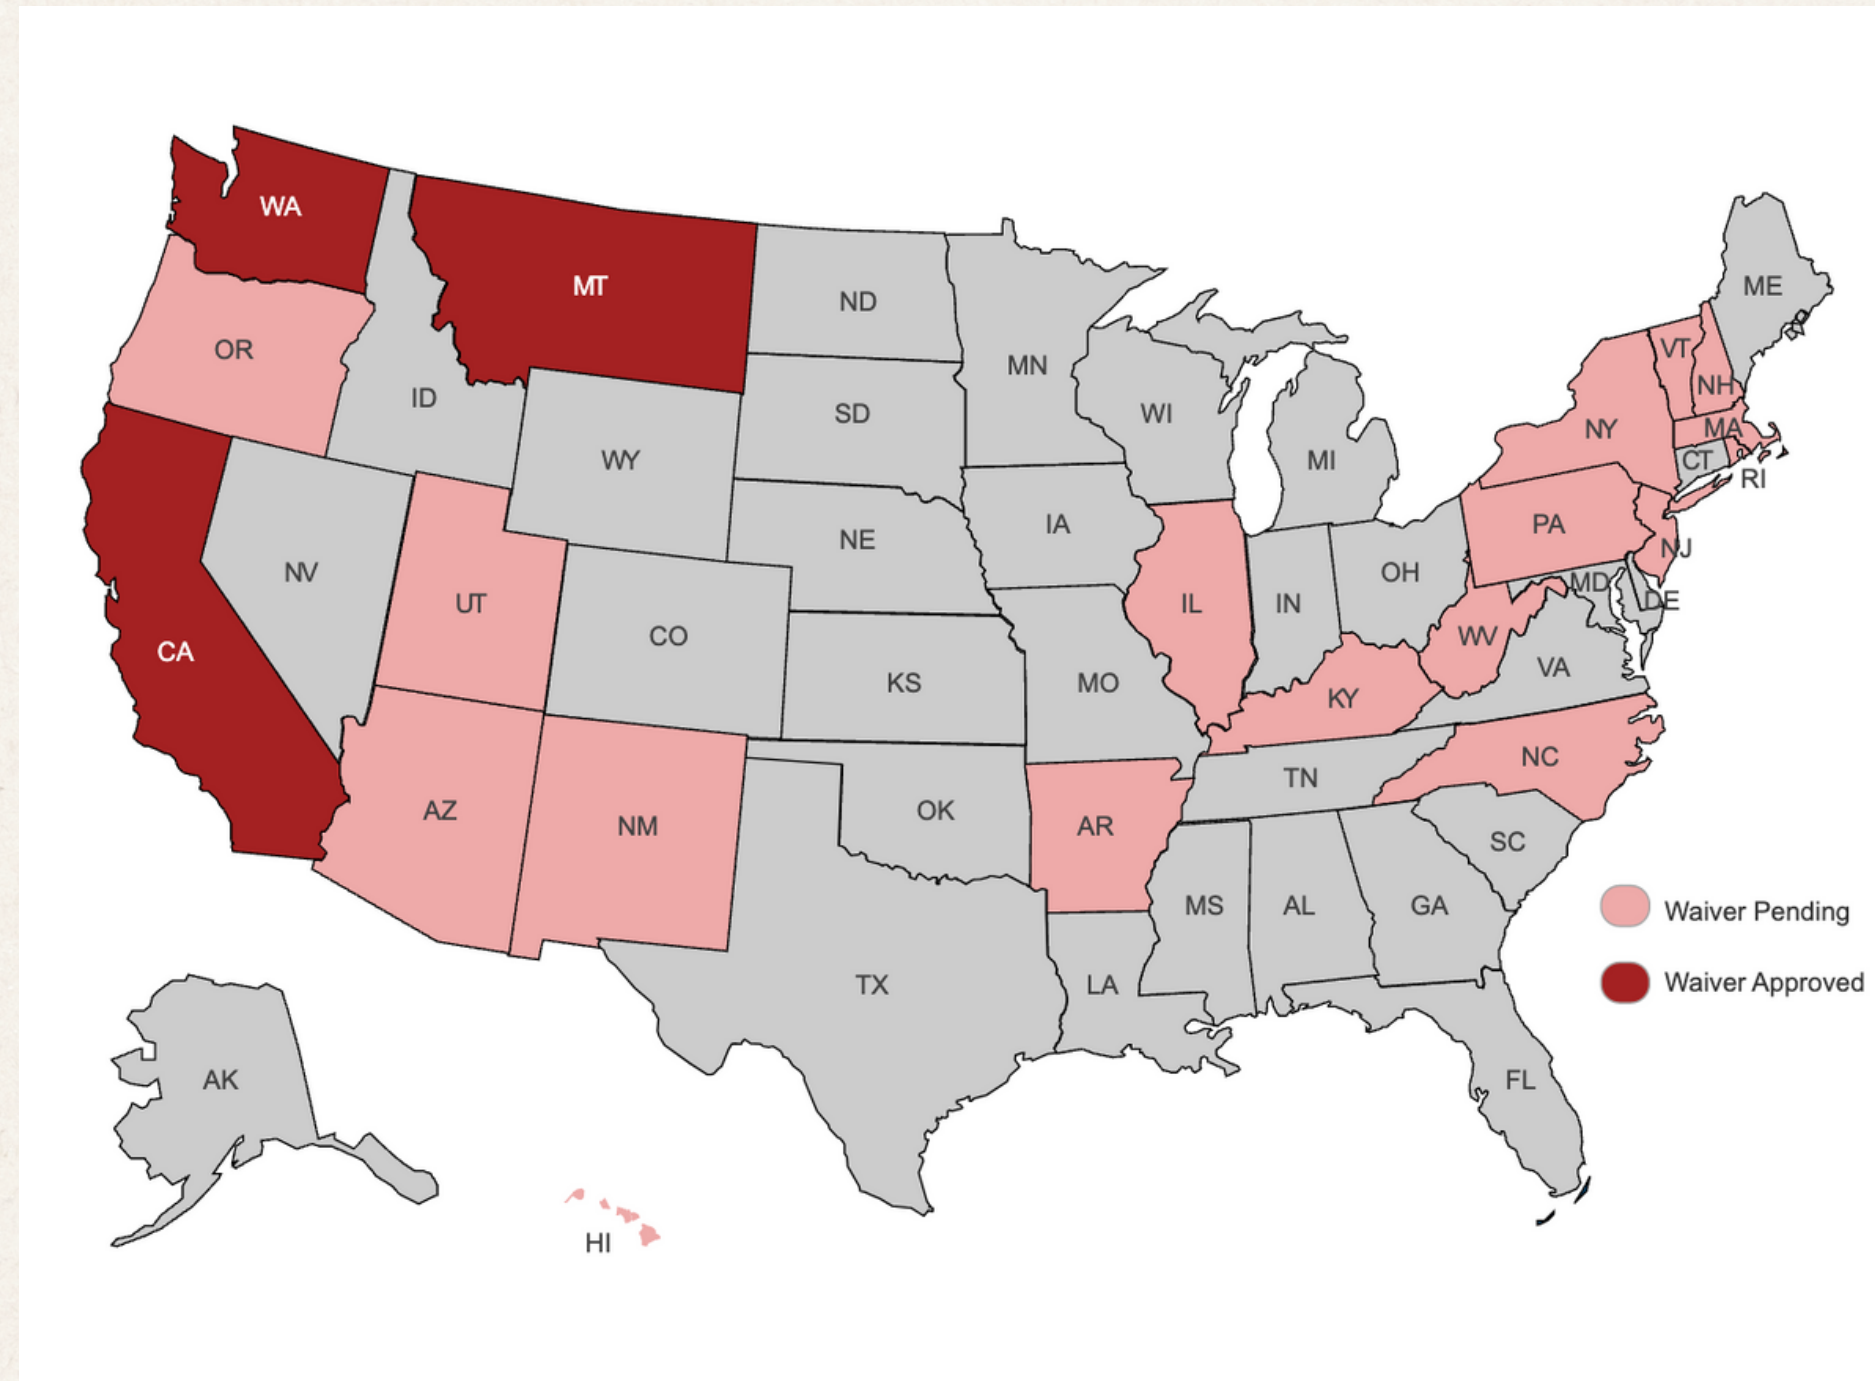 WA
MT
ND
MN
ME
OR
ID
SD
WI
MI
VT
NH
NY
MA
CT
RI
WY
IA
NE
PA
NJ
NV
UT
CO
IL
IN
OH
MD
DE
WV
VA
CA
KS
MO
KY
NC
AZ
NM
OK
AR
TN
SC
MS
AL
GA
TX
LA
FL
AK
HI
Waiver Pending
Waiver Approved